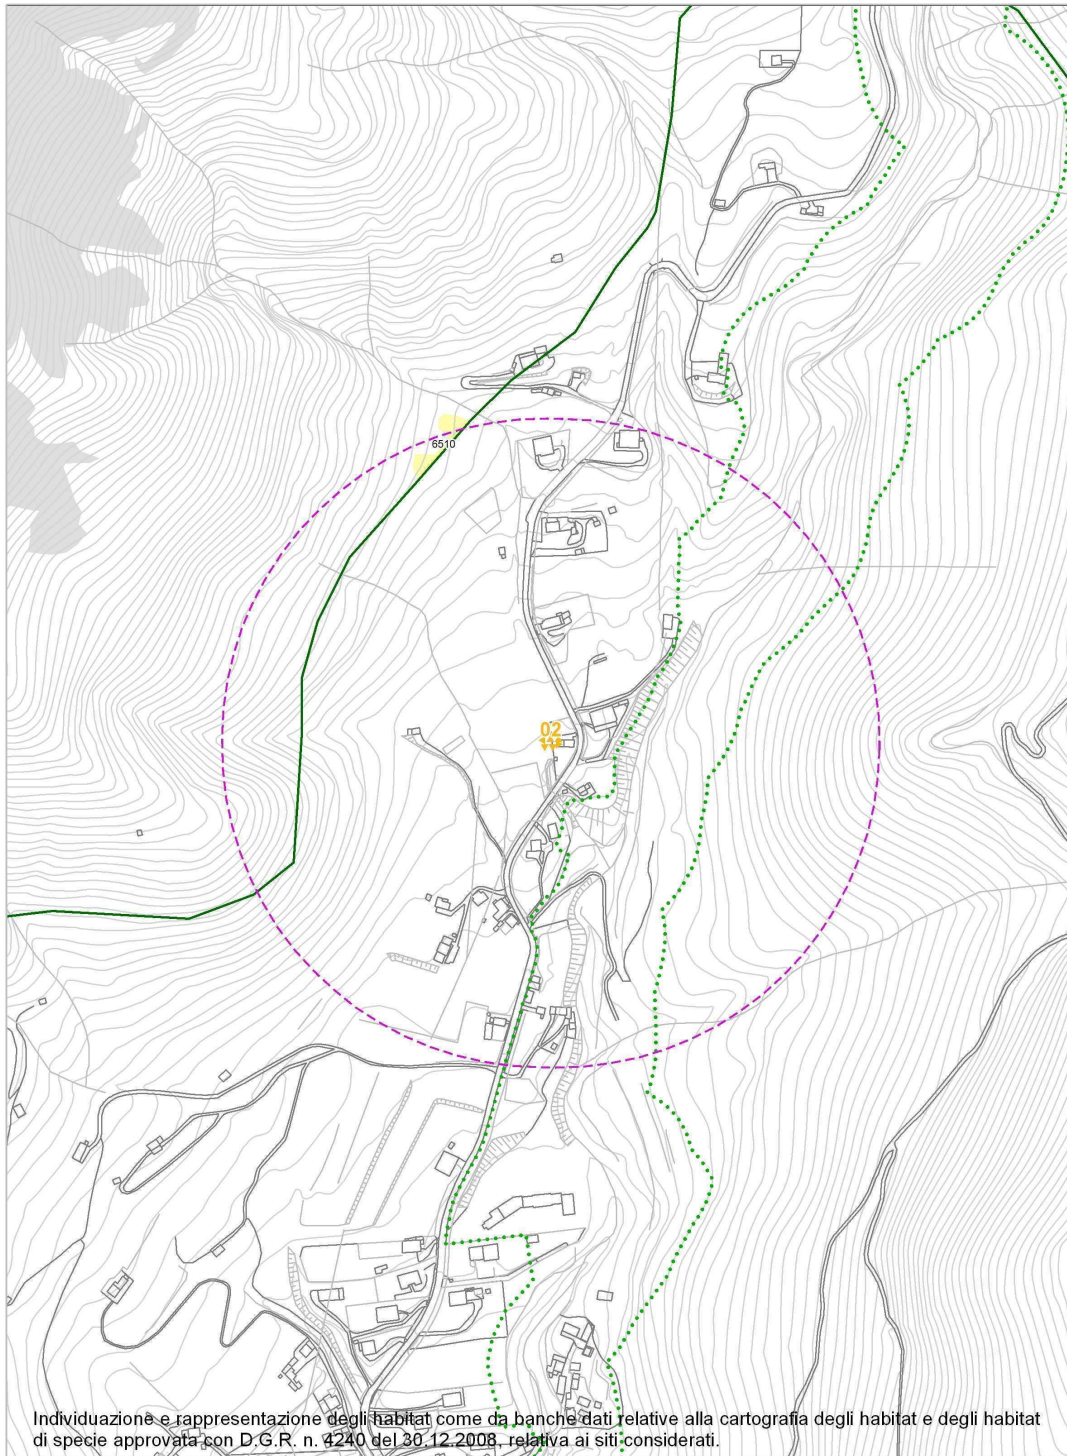 6510
02
Individuazione e rappresentazione degli habitat come da banche dati relative alla cartografia degli habitat e degli habitat
di specie approvata con D.G.R. n. 4240 del 30.12.2008, relativa ai siti considerati.